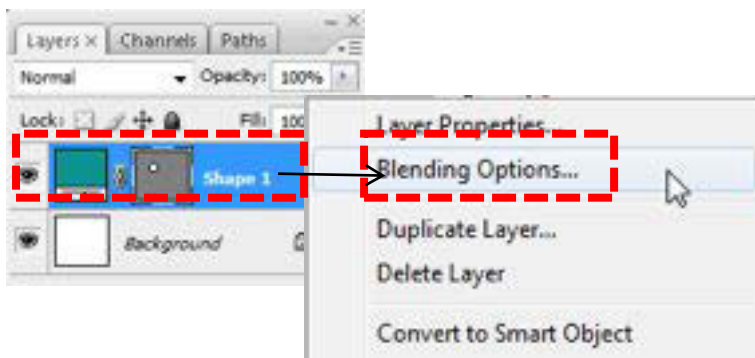 Layers × Channels Paths
Normal Opacity: 100%
Lock: Fill: 100
Shape 1
Background
Layer Properties...
Blending Options...
Duplicate Layer...
Delete Layer
Convert to Smart Object